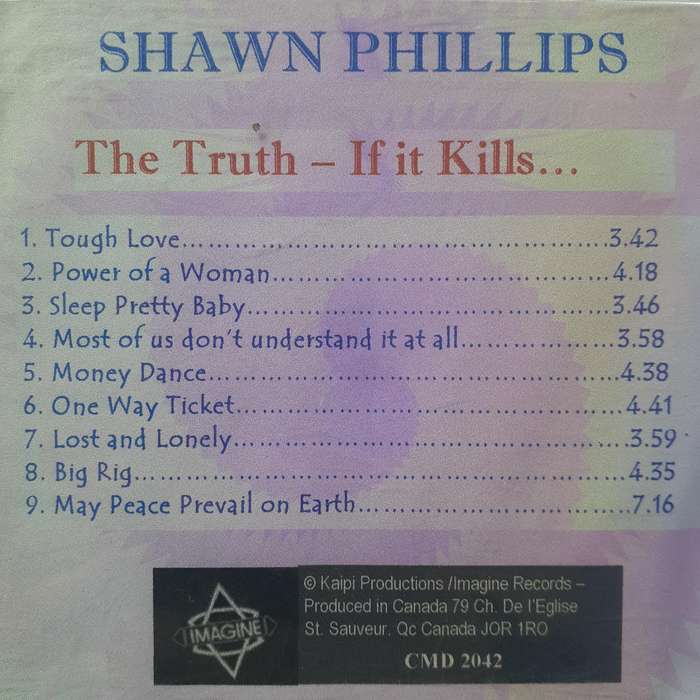 SHAWN PHILLIPS
The Truth – If it Kills...
1. Tough Love.................................................3.42
2. Power of a Woman.......................................4.18
3. Sleep Pretty Baby..........................................3.46
4. Most of us don't understand it at all...................3.58
5. Money Dance................................................4.38
6. One Way Ticket.............................................4.41
7. Lost and Lonely.............................................3.59
8. Big Rig.........................................................4.35
9. May Peace Prevail on Earth.............................7.16
IMAGINE
© Kaipi Productions /Imagine Records –
Produced in Canada 79 Ch. De l'Eglise
St. Sauveur. Qc Canada JOR 1RO
CMD 2042